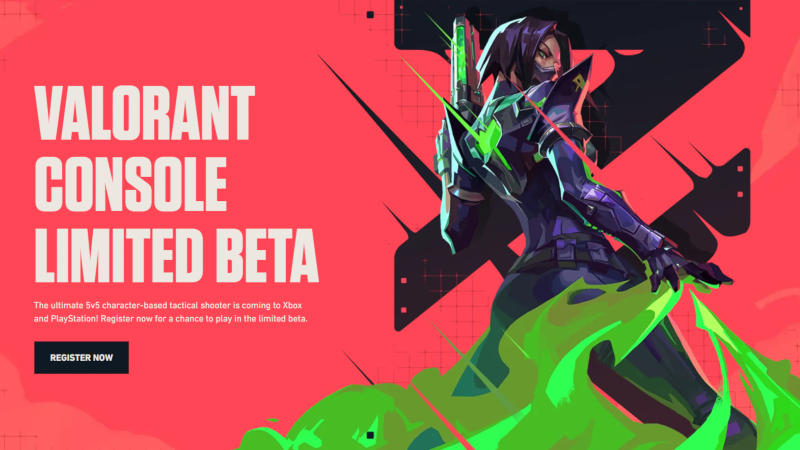 VALORANT
CONSOLE
LIMITED BETA
The ultimate 5v5 character-based tactical shooter is coming to Xbox
and PlayStation! Register now for a chance to play in the limited beta.
REGISTER NOW